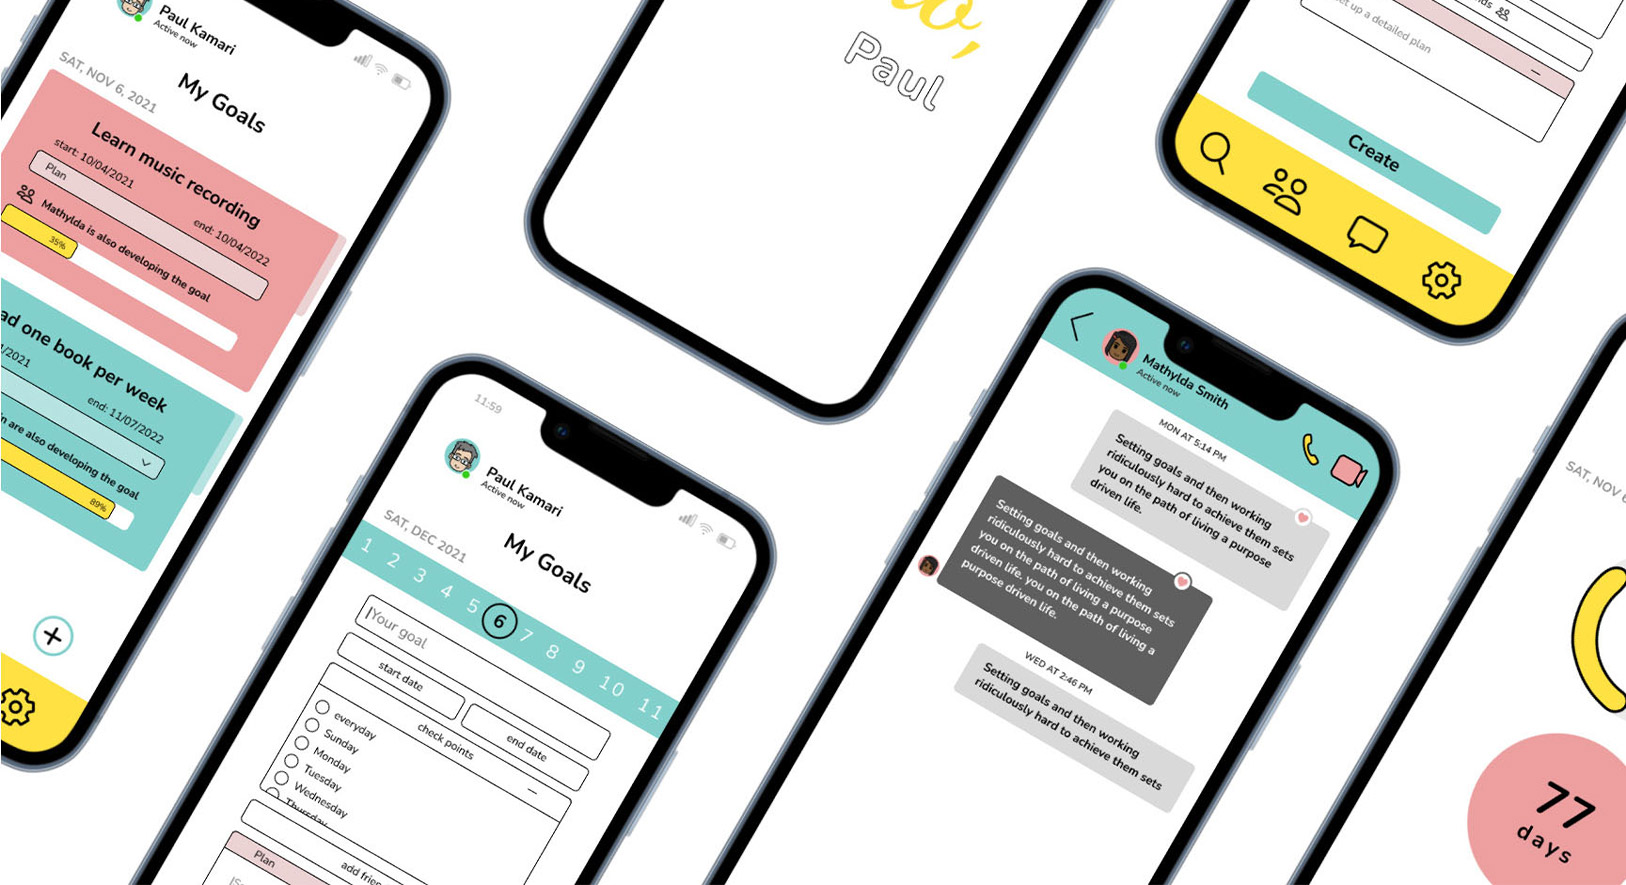 Paul Kamari
Active now
SAT, NOV 6, 2021
My Goals
Learn music recording
start: 10/04/2021
end: 10/04/2022
Plan
Mathylda is also developing the goal
35%
one book per week
/2021
end: 11/07/2022
are also developing the goal
89%
Paul
11:59
Paul Kamari
Active now
SAT, DEC 2021
My Goals
1 2 3 4 5 6 7 8 9 10 11
Your goal
start date
end date
check points
everyday
Sunday
Monday
Tuesday
Wednesday
Thursday
add
Plan
up a detailed plan
Create
Mathylda Smith
Active now
MON AT 5:14 PM
Setting goals and then working
ridiculously hard to achieve them sets
you on the path of living a purpose
driven life.
Setting goals and then working
ridiculously hard to achieve them sets
you on the path of living a purpose
driven life. you on the path of living a
purpose driven life.
WED AT 2:46 PM
Setting goals and then working
ridiculously hard to achieve them sets
SAT, NOV
77
days